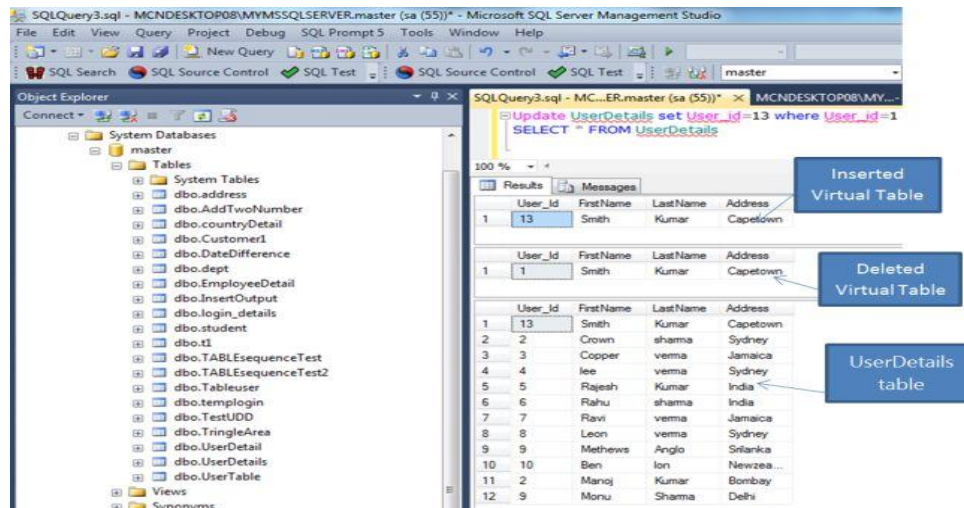 SQLQuery3.sql - MCNDESKTOP08\MYMSSQLSERVER.master (sa (55))* - Microsoft SQL Server Management Studio
File Edit View Query Project Debug SQL Prompt 5 Tools Window Help
New Query
SQL Search SQL Source Control SQL Test SQL Source Control SQL Test master
Object Explorer
Connect
System Databases
master
Tables
System Tables
dbo.address
dbo.AddTwoNumber
dbo.countryDetail
dbo.Customer1
dbo.DateDifference
dbo.dept
dbo.EmployeeDetail
dbo.InsertOutput
dbo.login_details
dbo.student
dbo.t1
dbo.TABLEsequenceTest
dbo.TABLEsequenceTest2
dbo.Tableuser
dbo.templogin
dbo.TestUDD
dbo.TringleArea
dbo.UserDetail
dbo.UserDetails
dbo.UserTable
Views
Synonyms
SQLQuery3.sql - MC...ER.master (sa (55))* MCNDESKTOP08\MY...
Update UserDetails set User_id=13 where User_id=1
SELECT * FROM UserDetails
100 %
Results Messages
User_Id FirstName LastName Address
1 13 Smith Kumar Capetown
User_Id FirstName LastName Address
1 1 Smith Kumar Capetown
User_Id FirstName LastName Address
1 13 Smith Kumar Capetown
2 2 Crown sharma Sydney
3 3 Copper verma Jamaica
4 4 lee verma Sydney
5 5 Rajesh Kumar India
6 6 Rahu sharma India
7 7 Ravi verma Jamaica
8 8 Leon verma Sydney
9 9 Methews Anglo Srilanka
10 10 Ben lon Newzea...
11 2 Manoj Kumar Bombay
12 9 Monu Sharma Delhi
Inserted
Virtual Table
Deleted
Virtual Table
UserDetails
table